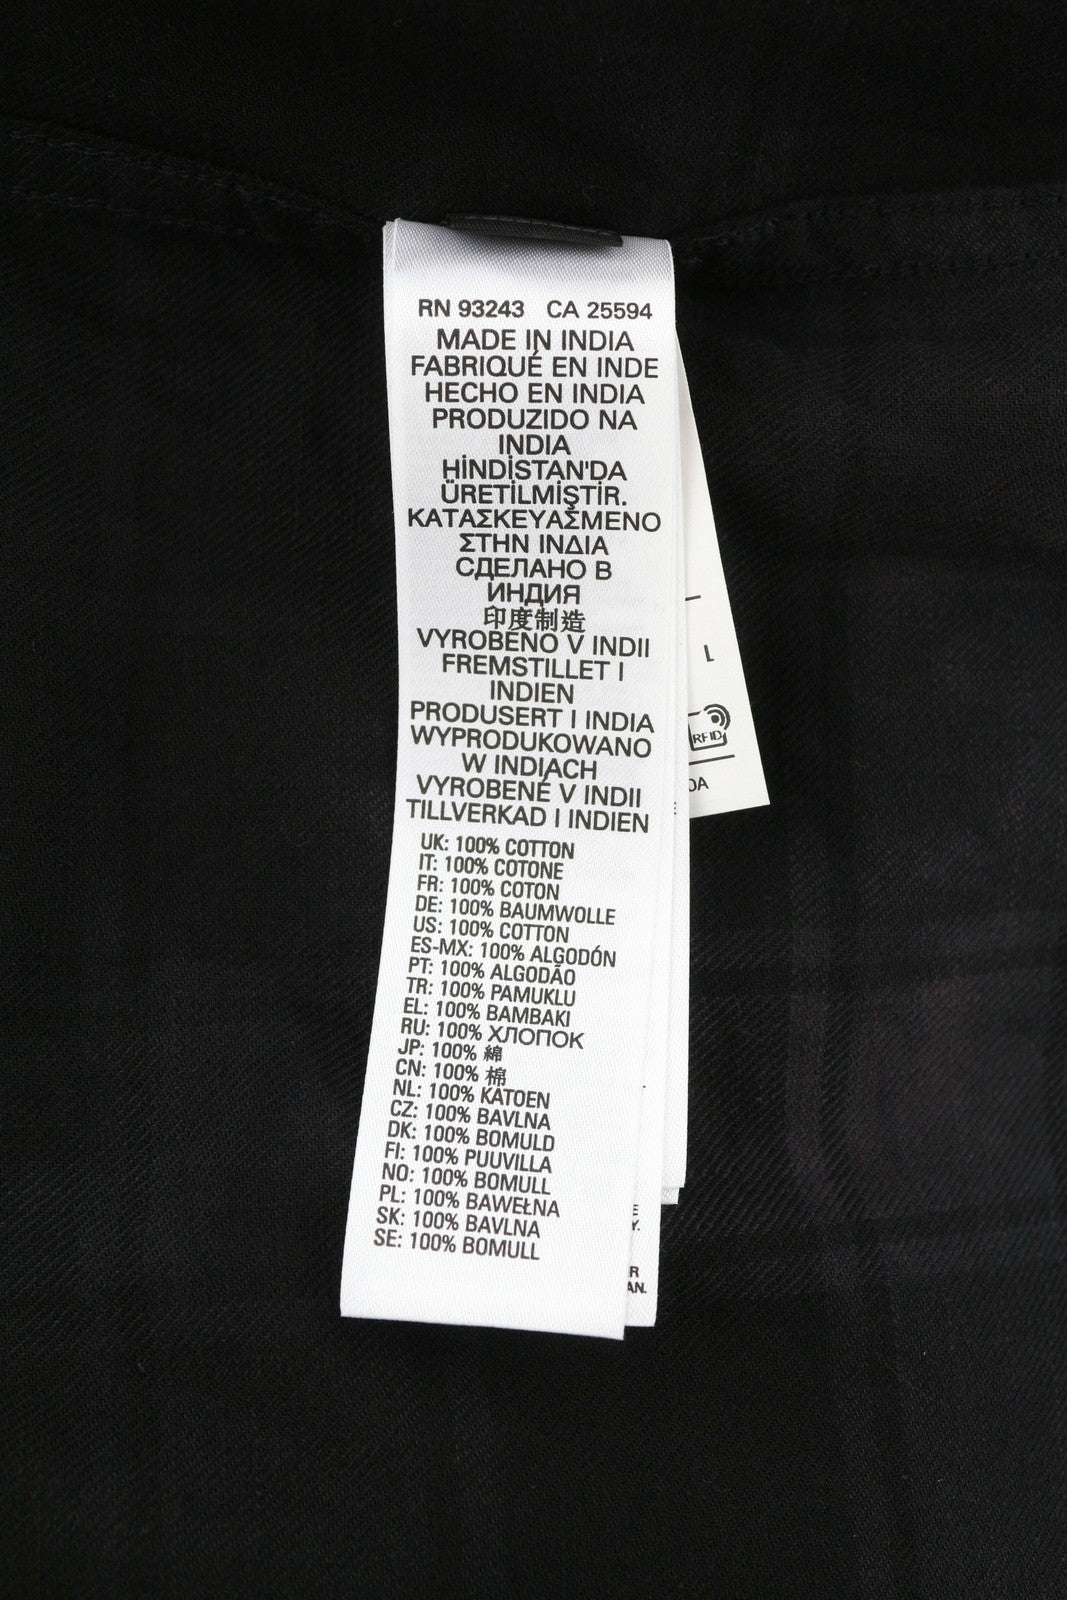 RN 93243 CA 25594
MADE IN INDIA
FABRIQUÉ EN INDE
HECHO EN INDIA
PRODUZIDO NA
INDIA
HİNDİSTAN'DA
ÜRETİLMİŞTİR.
ΚΑΤΑΣΚΕΥΑΣΜΕΝΟ
ΣΤΗΝ ΙΝΔΙΑ
СДЕЛАНО В
ИНДИЯ
印度制造
VYROBENO V INDII
FREMSTILLET I
INDIEN
PRODUSERT I INDIA
WYPRODUKOWANO
W INDIACH
VYROBENÉ V INDII
TILLVERKAD I INDIEN
UK: 100% COTTON
IT: 100% COTONE
FR: 100% COTON
DE: 100% BAUMWOLLE
US: 100% COTTON
ES-MX: 100% ALGODÓN
PT: 100% ALGODÃO
TR: 100% PAMUKLU
EL: 100% ΒΑΜΒΑΚΙ
RU: 100% ХЛОПОК
JP: 100% 綿
CN: 100% 棉
NL: 100% KATOEN
CZ: 100% BAVLNA
DK: 100% BOMULD
FI: 100% PUUVILLA
NO: 100% BOMULL
PL: 100% BAWEŁNA
SK: 100% BAVLNA
SE: 100% BOMULL
L
RFID